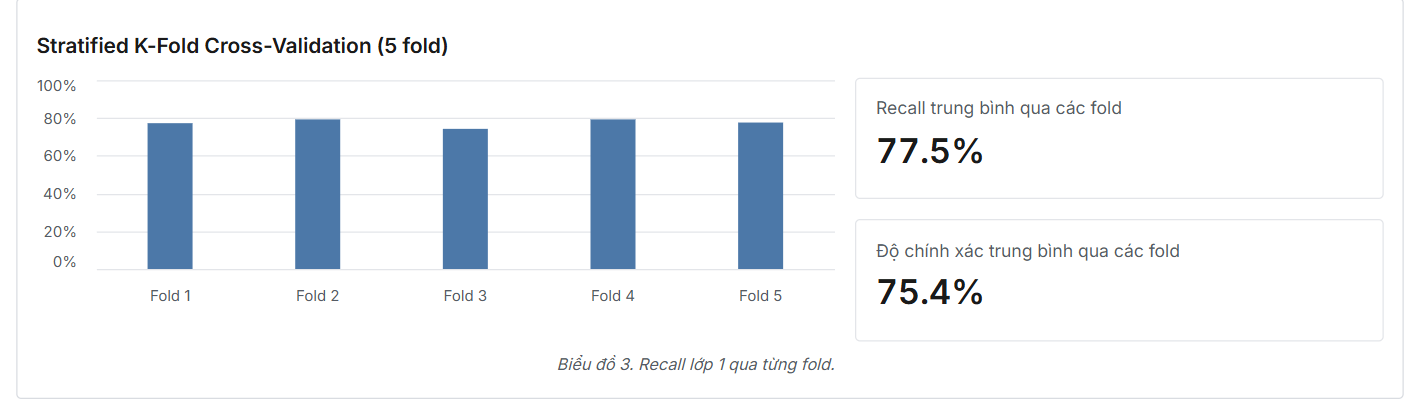 Stratified K-Fold Cross-Validation (5 fold)
100%
80%
60%
40%
20%
0%
Fold 1
Fold 2
Fold 3
Fold 4
Fold 5
Recall trung bình qua các fold
77.5%
Độ chính xác trung bình qua các fold
75.4%
Biểu đồ 3. Recall lớp 1 qua từng fold.